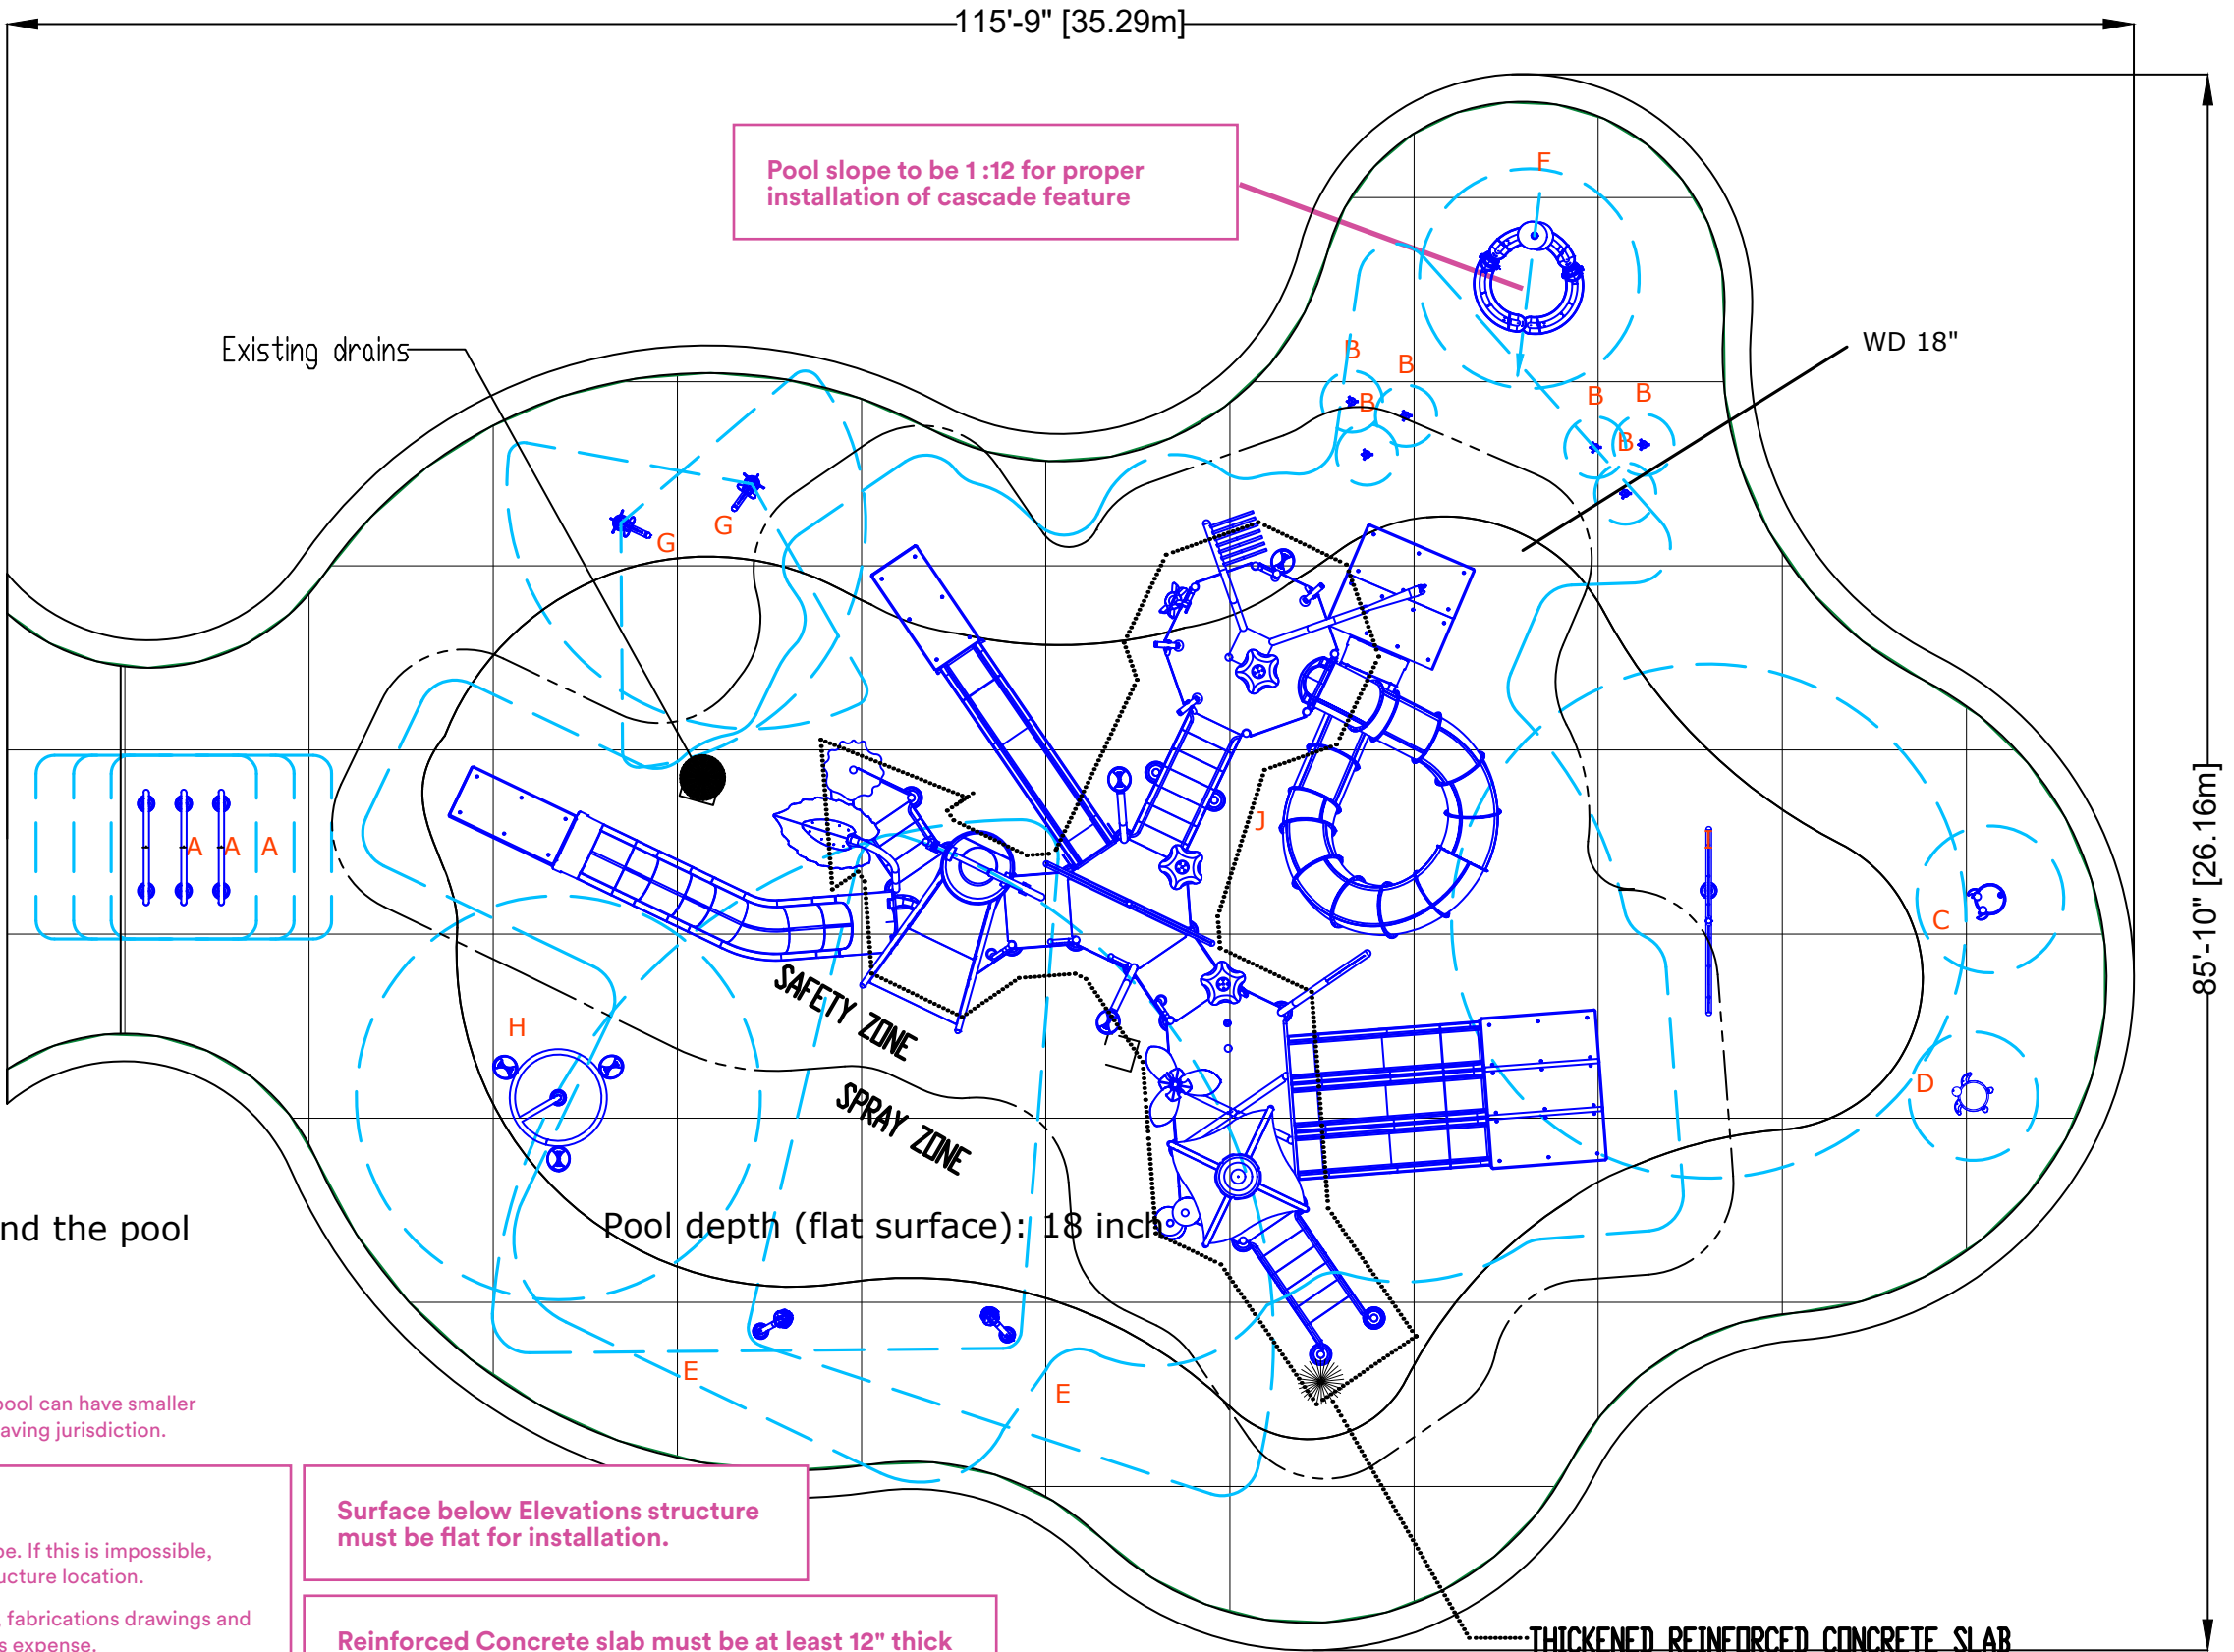 115'-9" [35.29m]
Pool slope to be 1 :12 for proper
installation of cascade feature
F
Existing drains
WD 18"
B
B
B
B
B
B
G
G
85'-10" [26.16m]
J
I
A
A
A
C
SAFETY ZONE
H
D
SPRAY ZONE
nd the pool
Pool depth (flat surface): 18 inch
E
E
pool can have smaller
aving jurisdiction.
Surface below Elevations structure
must be flat for installation.
pe. If this is impossible,
ucture location.
, fabrications drawings and
s expense.
Reinforced Concrete slab must be at least 12" thick
THICKENED REINFORCED CONCRETE SLAB